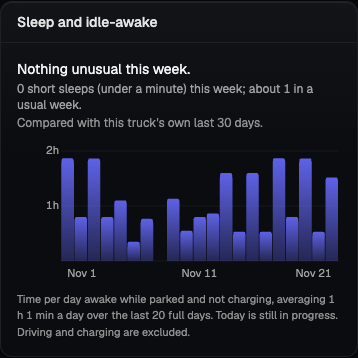 Sleep and idle-awake
Nothing unusual this week.
0 short sleeps (under a minute) this week; about 1 in a
usual week.
Compared with this truck's own last 30 days.
2h
1h
Nov 1
Nov 11
Nov 21
Time per day awake while parked and not charging, averaging 1
h 1 min a day over the last 20 full days. Today is still in progress.
Driving and charging are excluded.